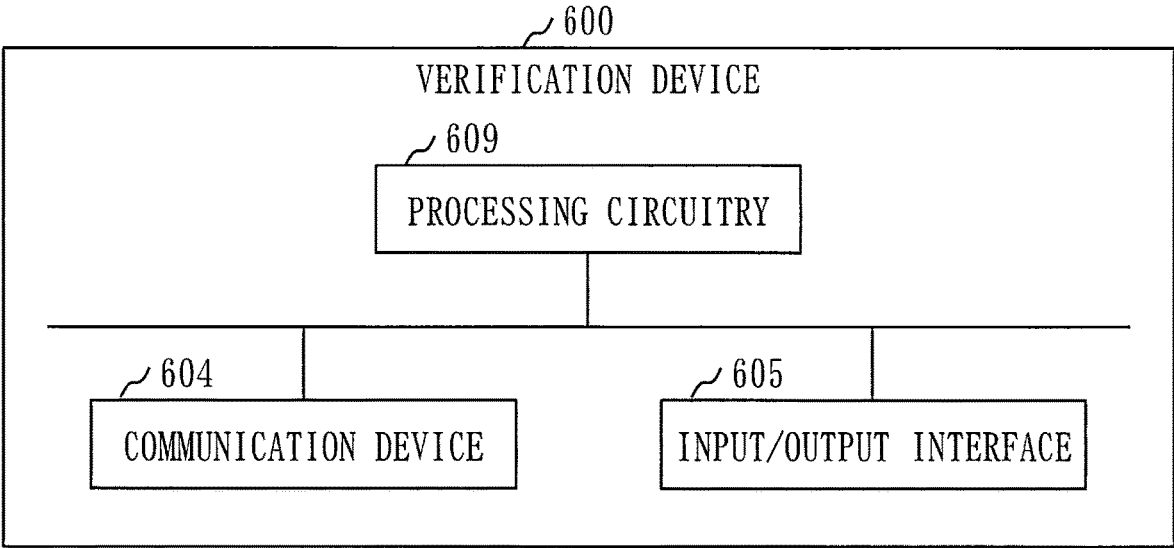 600
VERIFICATION DEVICE
609
PROCESSING CIRCUITRY
604
605
COMMUNICATION DEVICE
INPUT/OUTPUT INTERFACE